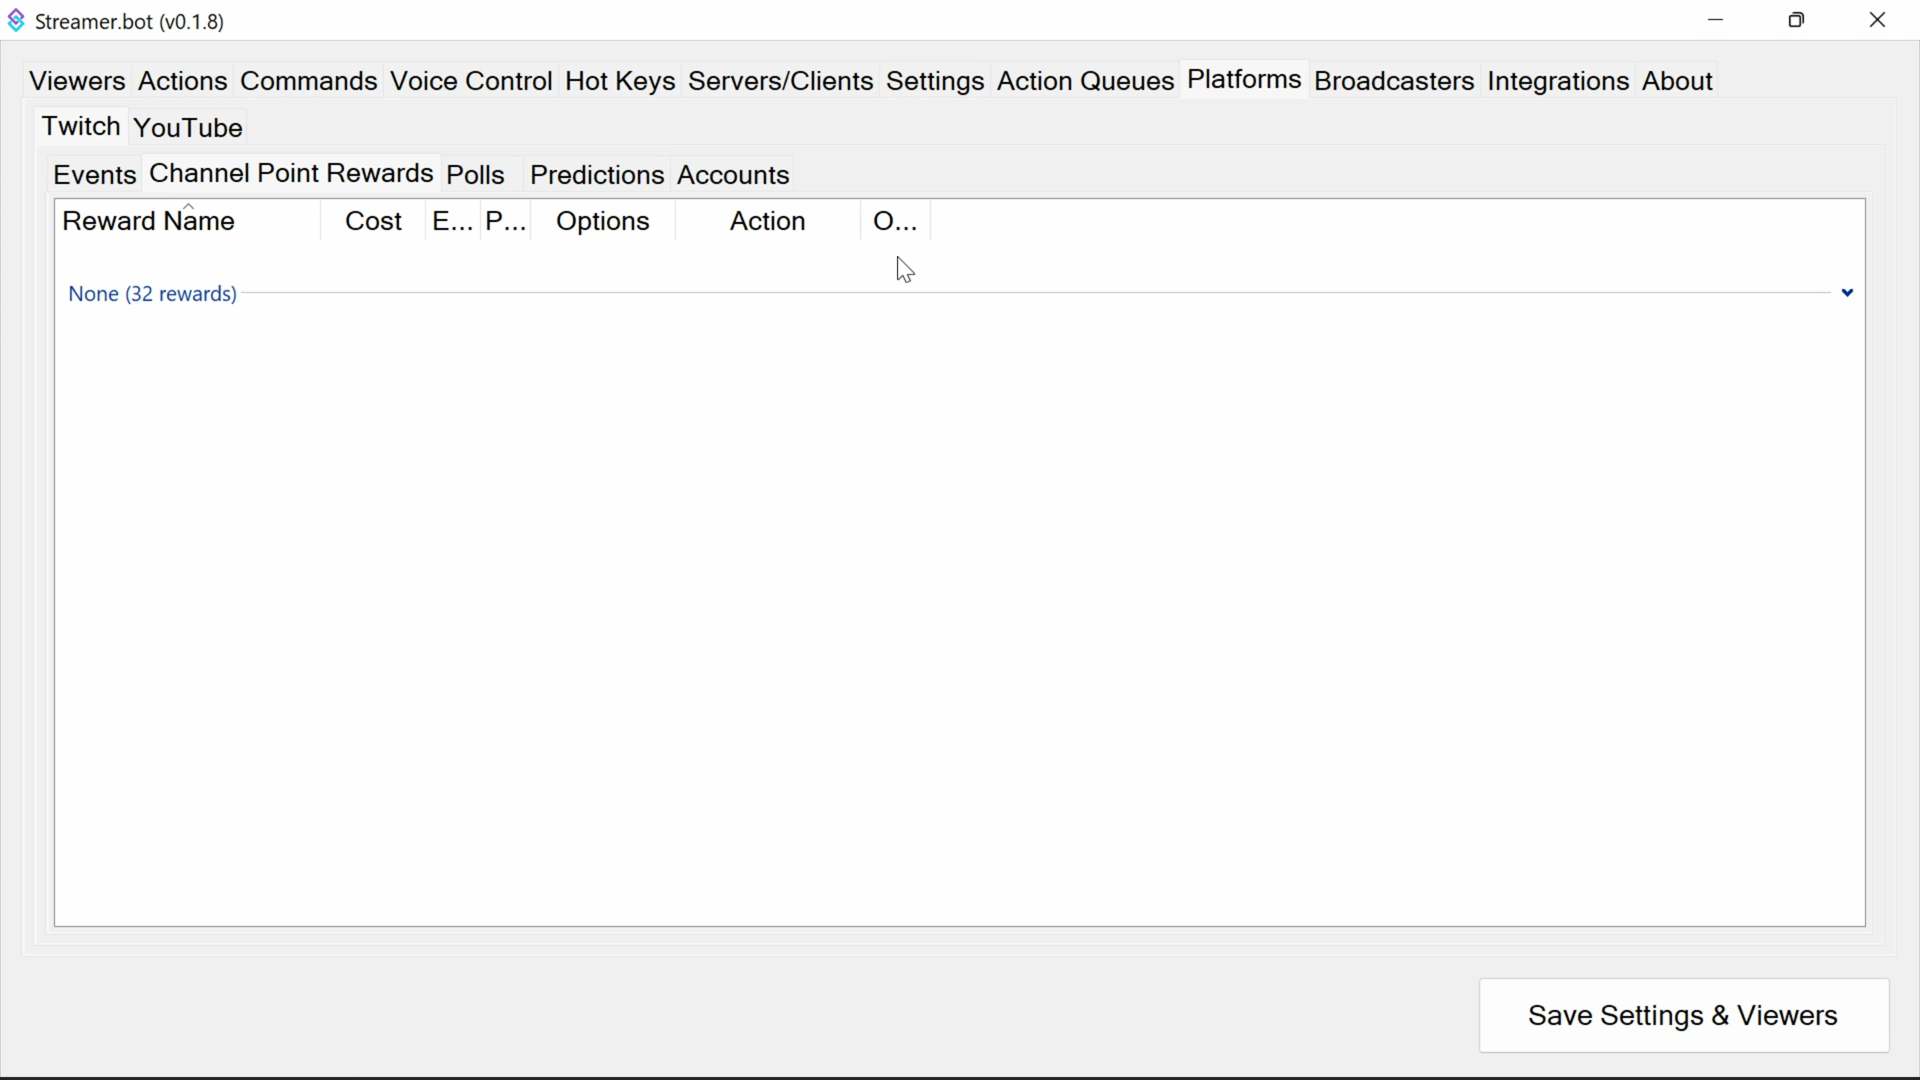 Streamer.bot (v0.1.8)
Viewers Actions Commands Voice Control Hot Keys Servers/Clients Settings Action Queues Platforms Broadcasters Integrations About
Twitch YouTube
Events Channel Point Rewards Polls Predictions Accounts
Reward Name Cost E... P... Options Action O...
None (32 rewards)
Save Settings & Viewers